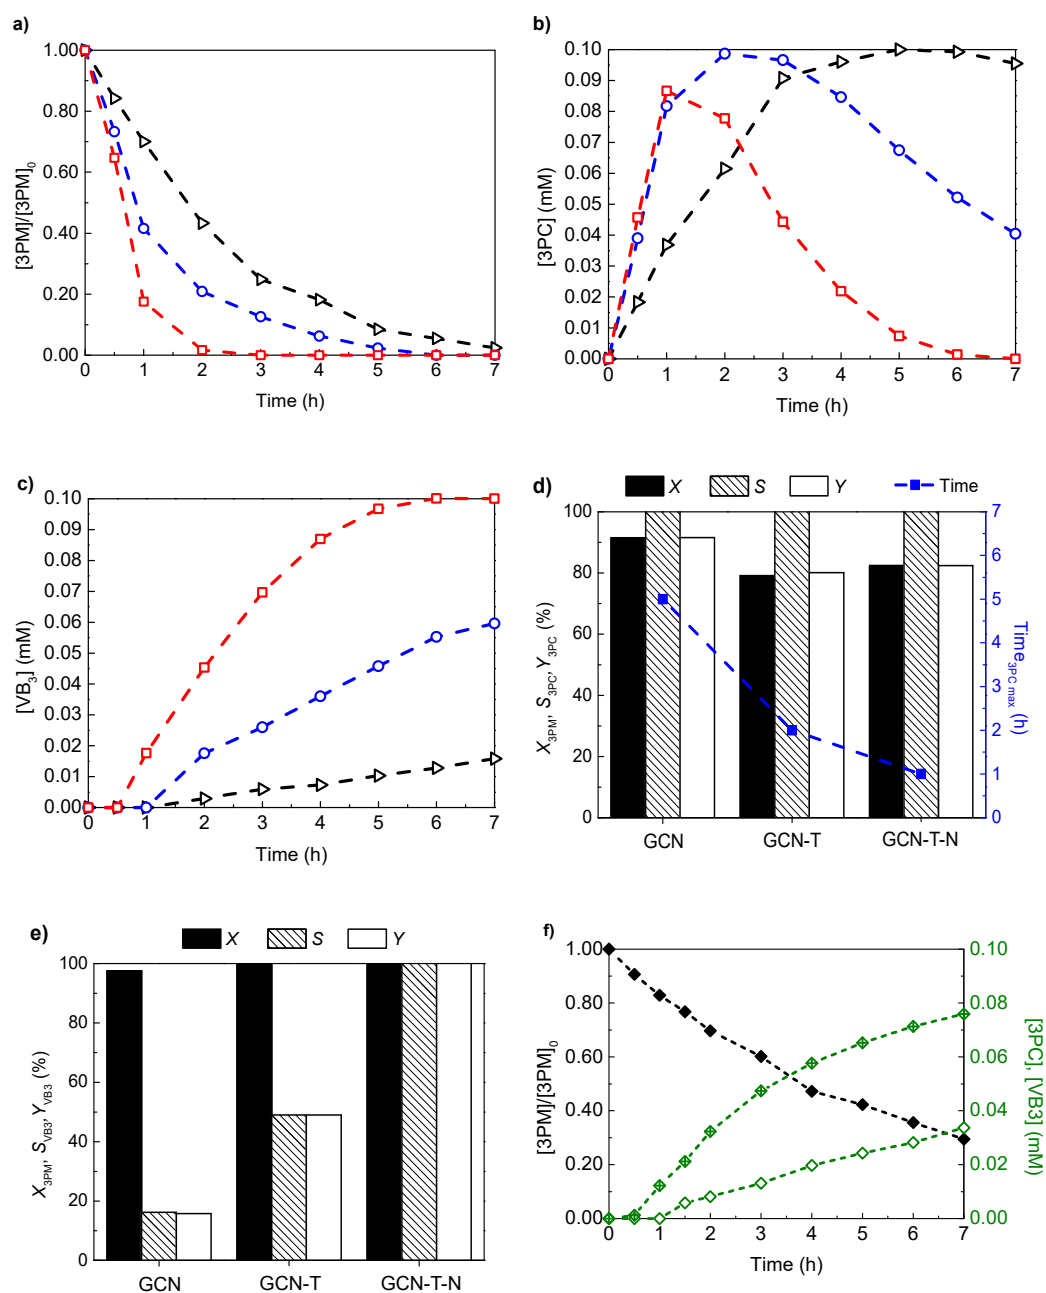 a)
1.00
0.80
0.60
0.40
0.20
0.00
[3PM]/[3PM]0
0 1 2 3 4 5 6 7
Time (h)
b)
0.10
0.09
0.08
0.07
0.06
0.05
0.04
0.03
0.02
0.01
0.00
[3PC] (mM)
0 1 2 3 4 5 6 7
Time (h)
c)
0.10
0.09
0.08
0.07
0.06
0.05
0.04
0.03
0.02
0.01
0.00
[VB3] (mM)
0 1 2 3 4 5 6 7
Time (h)
d)
X S Y Time
100
80
60
40
20
0
X3PM, S3PC, Y3PC (%)
7
6
5
4
3
2
1
0
Time3PC max (h)
GCN GCN-T GCN-T-N
e)
X S Y
100
80
60
40
20
0
X3PM, SVB3, YVB3 (%)
GCN GCN-T GCN-T-N
f)
1.00
0.80
0.60
0.40
0.20
0.00
[3PM]/[3PM]0
0.10
0.08
0.06
0.04
0.02
0.00
[3PC], [VB3] (mM)
0 1 2 3 4 5 6 7
Time (h)